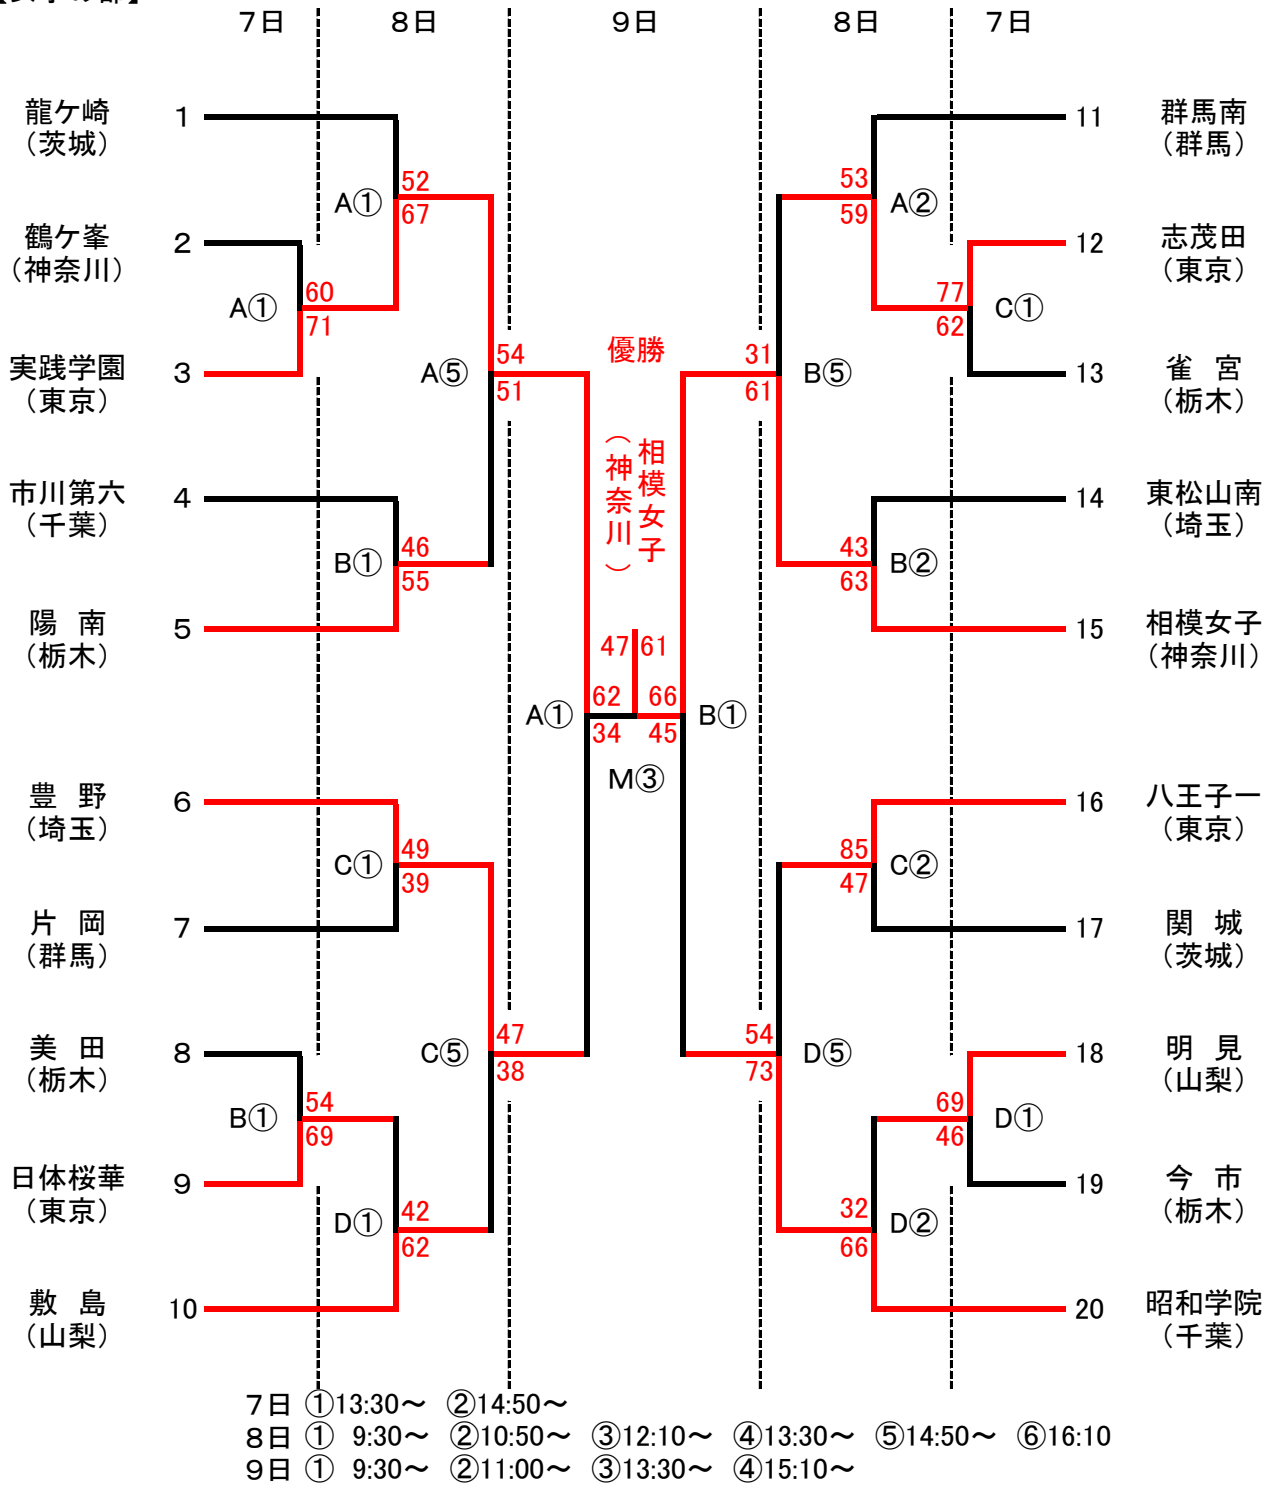 7日 8日 9日 8日 7日
龍ケ崎 1
（茨城）
鶴ケ峯 2
（神奈川）
実践学園 3
（東京）
市川第六 4
（千葉）
陽 南 5
（栃木）
豊 野 6
（埼玉）
片 岡 7
（群馬）
美 田 8
（栃木）
日体桜華 9
（東京）
敷 島 10
（山梨）
A① 60
71
B① 54
69
A① 52
67
B① 46
55
C① 49
39
D① 42
62
A⑤ 54
51
C⑤ 47
38
優勝
相模女子
（神奈川）
47 61
A① 62 66 B①
34 45
M③
31 B⑤
61
54 D⑤
73
53 A②
59
43 B②
63
85 C②
47
32 D②
66
77 C①
62
69 D①
46
11 群馬南
（群馬）
12 志茂田
（東京）
13 雀 宮
（栃木）
14 東松山南
（埼玉）
15 相模女子
（神奈川）
16 八王子一
（東京）
17 関 城
（茨城）
18 明 見
（山梨）
19 今 市
（栃木）
20 昭和学院
（千葉）
7日 ①13:30～ ②14:50～
8日 ① 9:30～ ②10:50～ ③12:10～ ④13:30～ ⑤14:50～ ⑥16:10
9日 ① 9:30～ ②11:00～ ③13:30～ ④15:10～